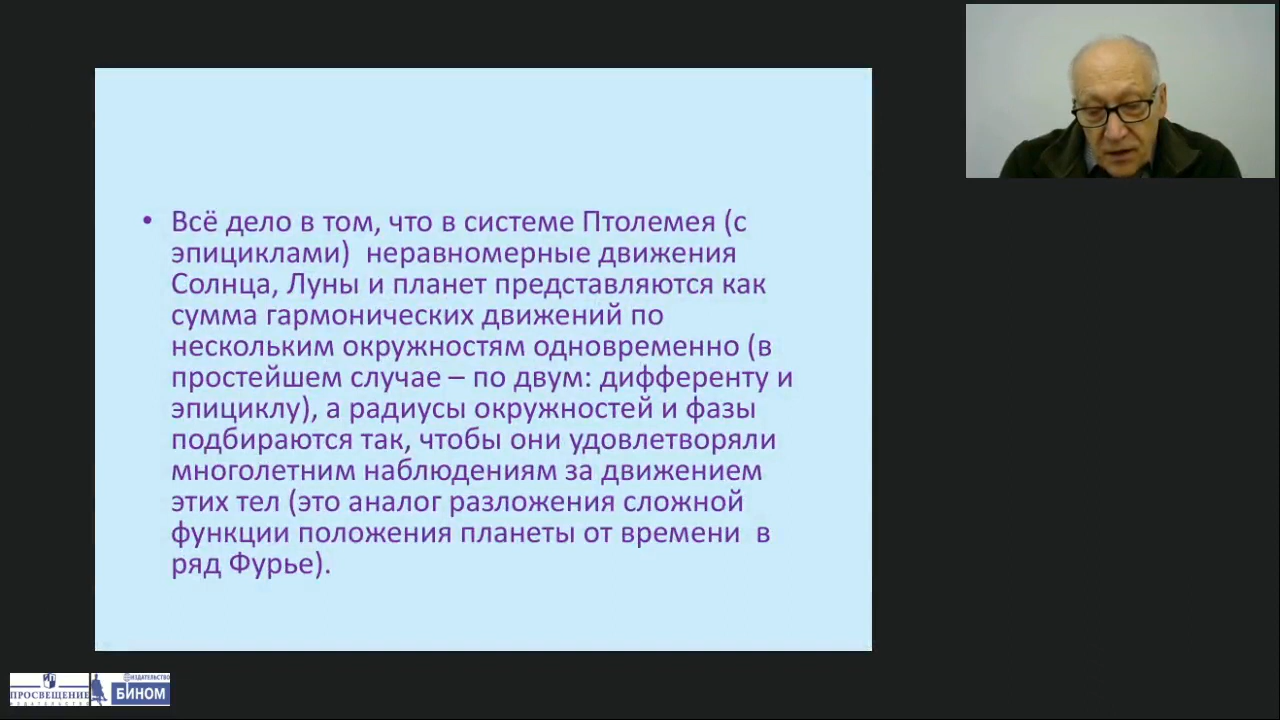 • Всё дело в том, что в системе Птолемея (с
эпициклами)  неравномерные движения
Солнца, Луны и планет представляются как
сумма гармонических движений по
нескольким окружностям одновременно (в
простейшем случае – по двум: дифференту и
эпициклу), а радиусы окружностей и фазы
подбираются так, чтобы они удовлетворяли
многолетним наблюдениям за движением
этих тел (это аналог разложения сложной
функции положения планеты от времени  в
ряд Фурье).
ПРОСВЕЩЕНИЕ
ИЗДАТЕЛЬСТВО
ИЗДАТЕЛЬСТВО
БИНОМ